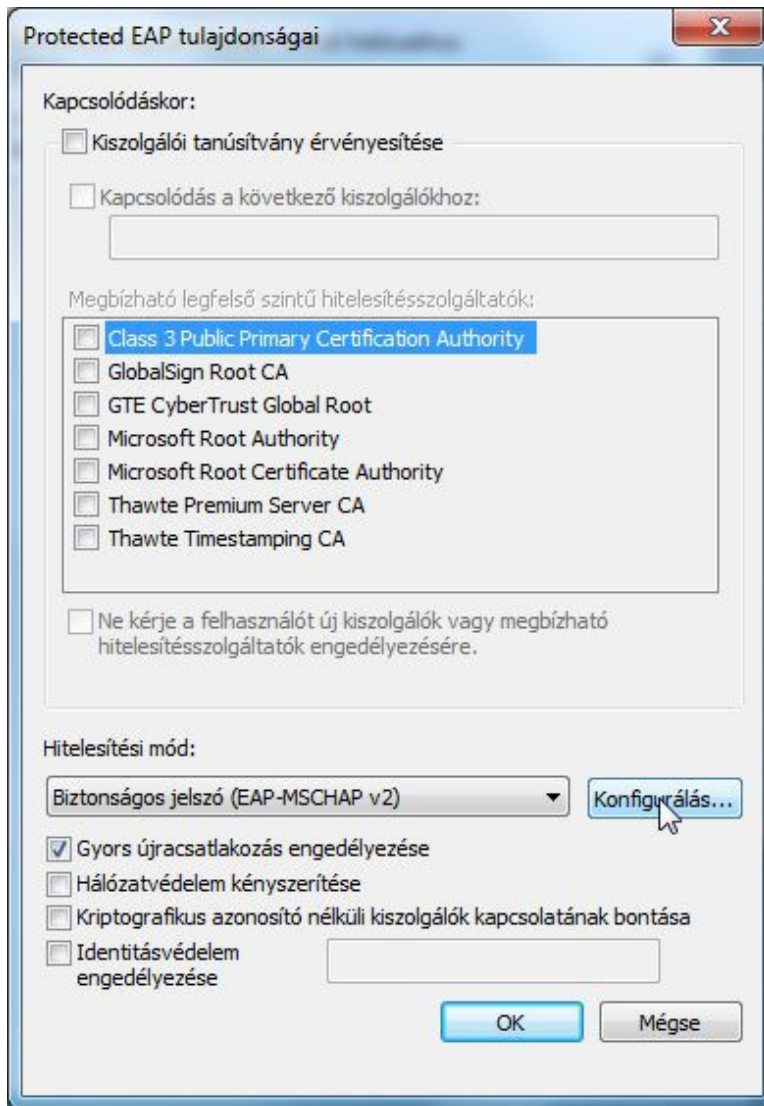 Protected EAP tulajdonságai
Kapcsolódáskor:
Kiszolgálói tanúsítvány érvényesítése
Kapcsolódás a következő kiszolgálókhoz:
Megbízható legfelső szintű hitelesítésszolgáltatók:
Class 3 Public Primary Certification Authority
GlobalSign Root CA
GTE CyberTrust Global Root
Microsoft Root Authority
Microsoft Root Certificate Authority
Thawte Premium Server CA
Thawte Timestamping CA
Ne kérje a felhasználót új kiszolgálók vagy megbízható
hitelesítésszolgáltatók engedélyezésére.
Hitelesítési mód:
Biztonságos jelszó (EAP-MSCHAP v2)
Konfigurálás...
Gyors újracsatlakozás engedélyezése
Hálózatvédelem kényszerítése
Kriptografikus azonosító nélküli kiszolgálók kapcsolatának bontása
Identitásvédelem
engedélyezése
OK
Mégse